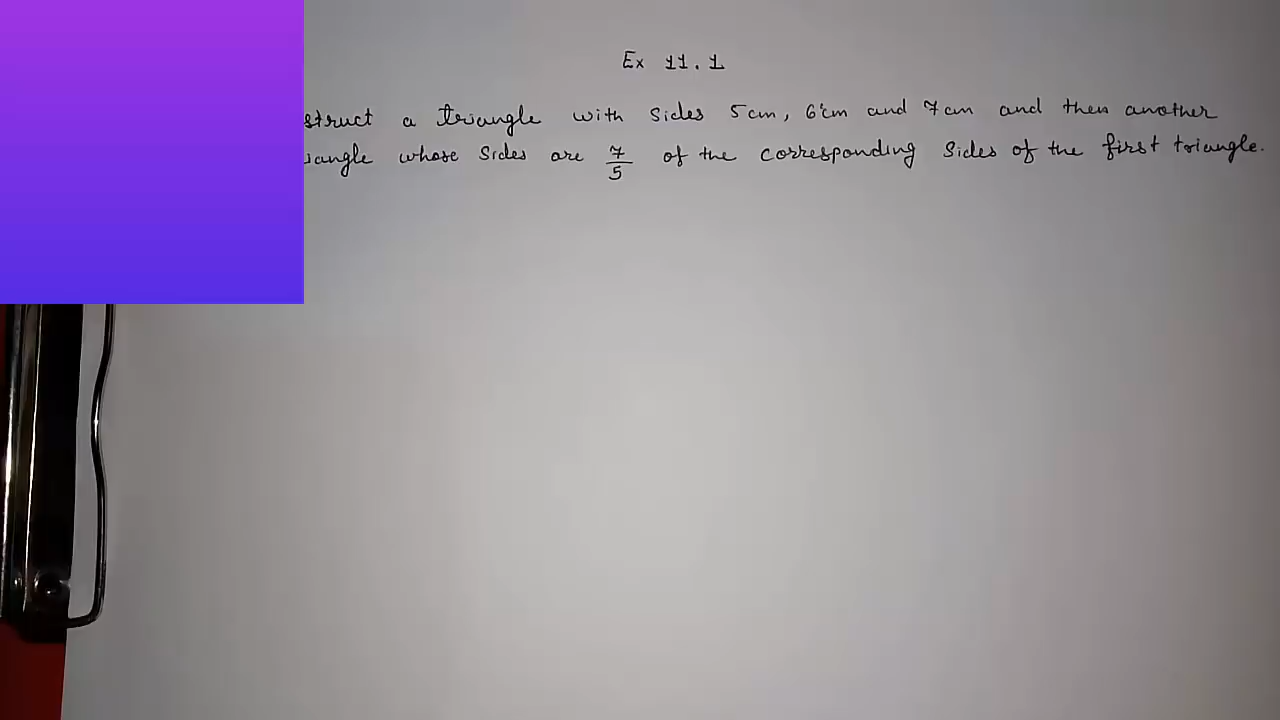 Ex 11.1
struct a triangle with sides 5cm, 6cm and 7cm and then another
iangle whose sides are 7/5 of the corresponding sides of the first triangle.